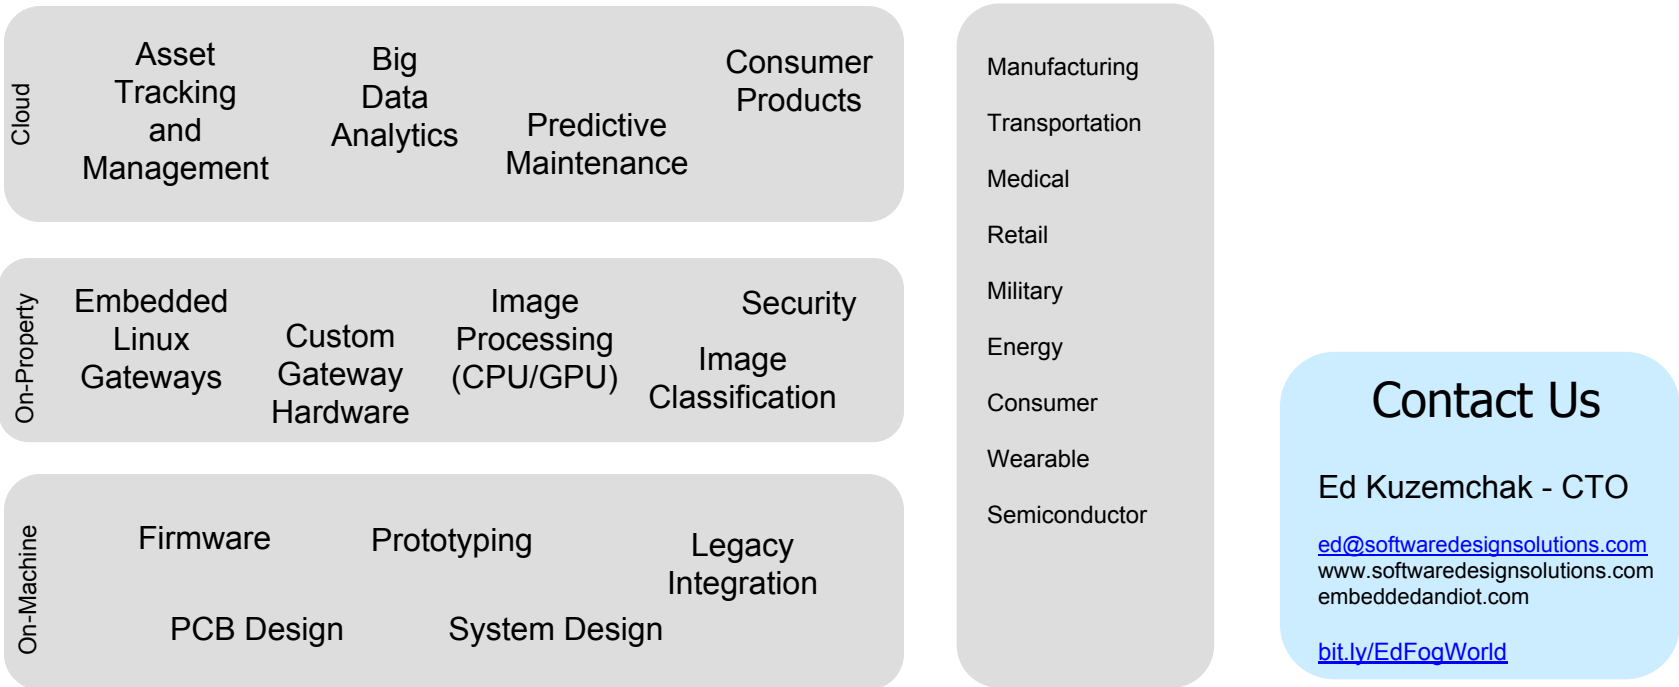 Cloud
Asset
Tracking
and
Management
Big
Data
Analytics
Predictive
Maintenance
Consumer
Products
On-Property
Embedded
Linux
Gateways
Custom
Gateway
Hardware
Image
Processing
(CPU/GPU)
Security
Image
Classification
On-Machine
Firmware
Prototyping
Legacy
Integration
PCB Design
System Design
Manufacturing
Transportation
Medical
Retail
Military
Energy
Consumer
Wearable
Semiconductor
Contact Us
Ed Kuzemchak - CTO
ed@softwaredesignsolutions.com
www.softwaredesignsolutions.com
embeddedandiot.com
bit.ly/EdFogWorld